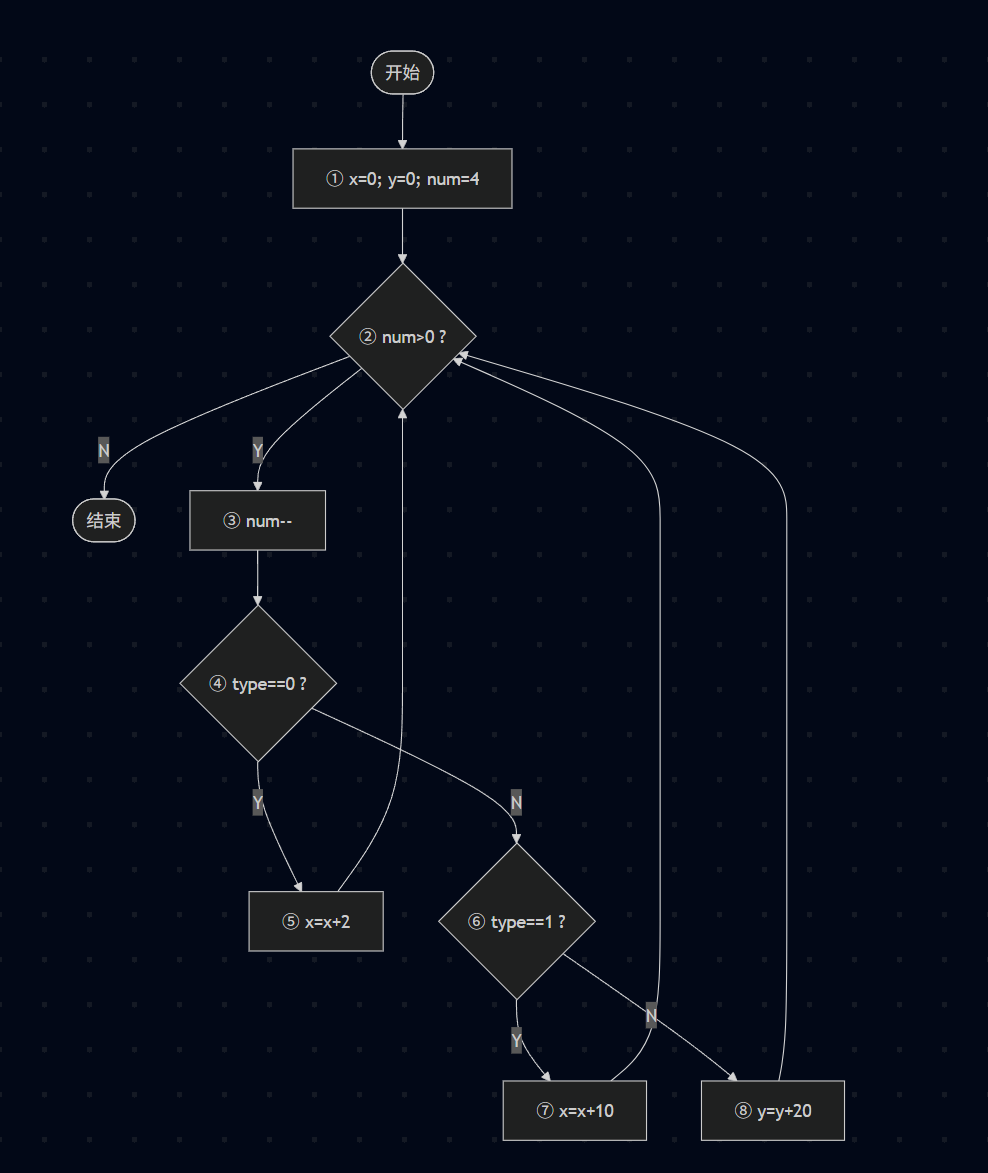 开始
① x=0; y=0; num=4
② num>0 ?
N
Y
结束
③ num--
④ type==0 ?
Y
N
⑤ x=x+2
⑥ type==1 ?
Y
N
⑦ x=x+10
⑧ y=y+20